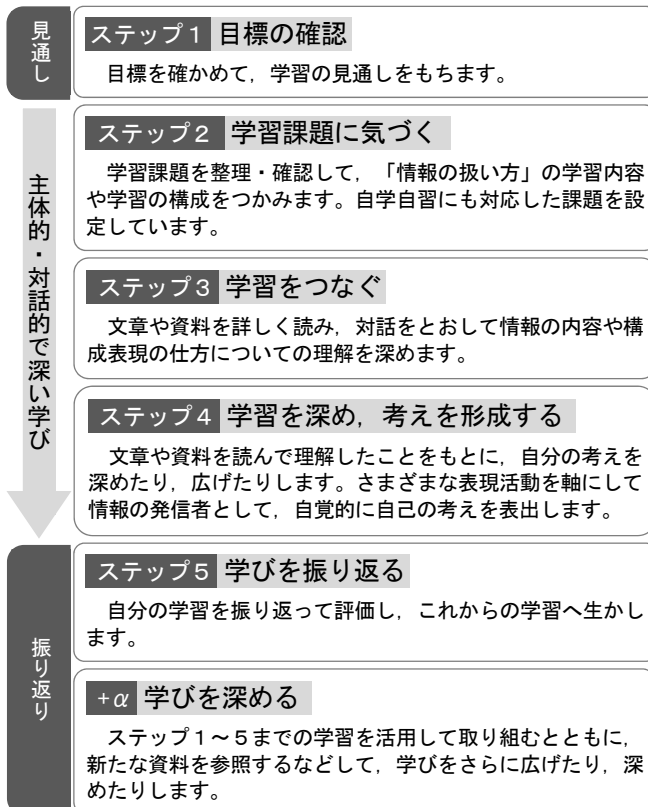 見通し
ステップ1 目標の確認
目標を確かめて，学習の見通しをもちます。
主体的・対話的で深い学び
ステップ2 学習課題に気づく
学習課題を整理・確認して，「情報の扱い方」の学習内容
や学習の構成をつかみます。自学自習にも対応した課題を設
定しています。
ステップ3 学習をつなぐ
文章や資料を詳しく読み，対話をとおして情報の内容や構
成表現の仕方についての理解を深めます。
ステップ4 学習を深め，考えを形成する
文章や資料を読んで理解したことをもとに，自分の考えを
深めたり，広げたりします。さまざまな表現活動を軸にして
情報の発信者として，自覚的に自己の考えを表出します。
振り返り
ステップ5 学びを振り返る
自分の学習を振り返って評価し，これからの学習へ生かし
ます。
+α 学びを深める
ステップ1～5までの学習を活用して取り組むとともに，
新たな資料を参照するなどして，学びをさらに広げたり，深
めたりします。